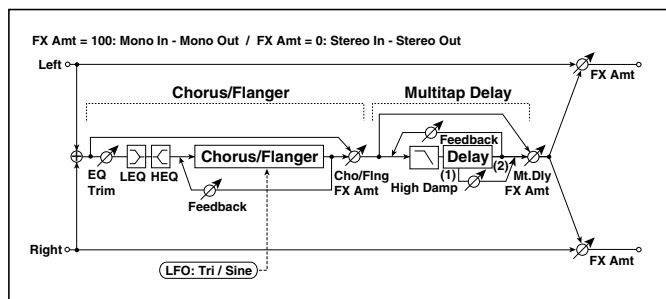 FX Amt = 100: Mono In - Mono Out / FX Amt = 0: Stereo In - Stereo Out
Left
FX Amt
Chorus/Flanger
Multitap Delay
Feedback
EQ
Trim
LEQ
HEQ
Chorus/Flanger
Cho/Flng
FX Amt
High Damp
Delay
(1)
(2)
Mt.Dly
FX Amt
Feedback
Right
LFO: Tri / Sine
FX Amt